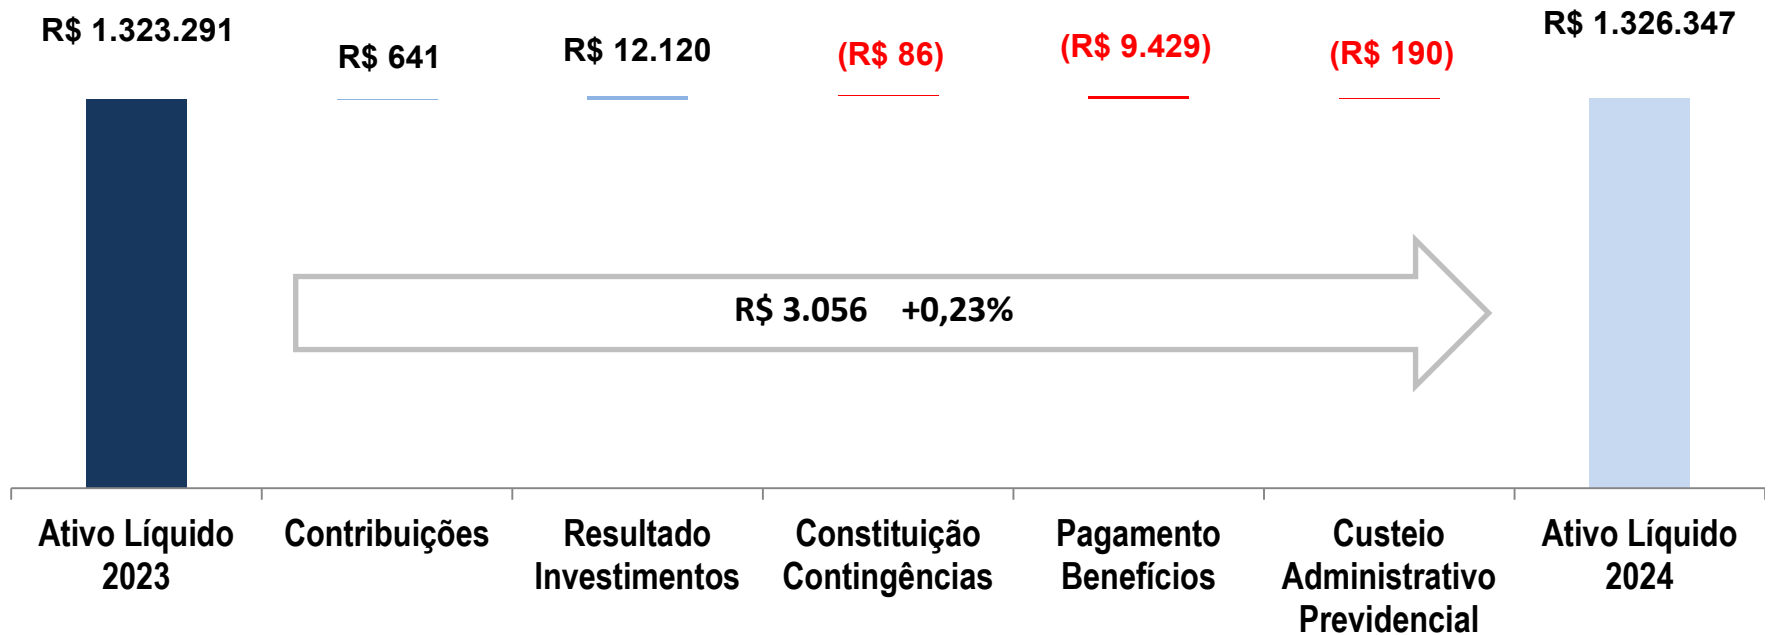 R$ 1.323.291
R$ 641
R$ 12.120
(R$ 86)
(R$ 9.429)
(R$ 190)
R$ 1.326.347
R$ 3.056 +0,23%
Ativo Líquido
2023
Contribuições
Resultado
Investimentos
Constituição
Contingências
Pagamento
Benefícios
Custeio
Administrativo
Previdencial
Ativo Líquido
2024